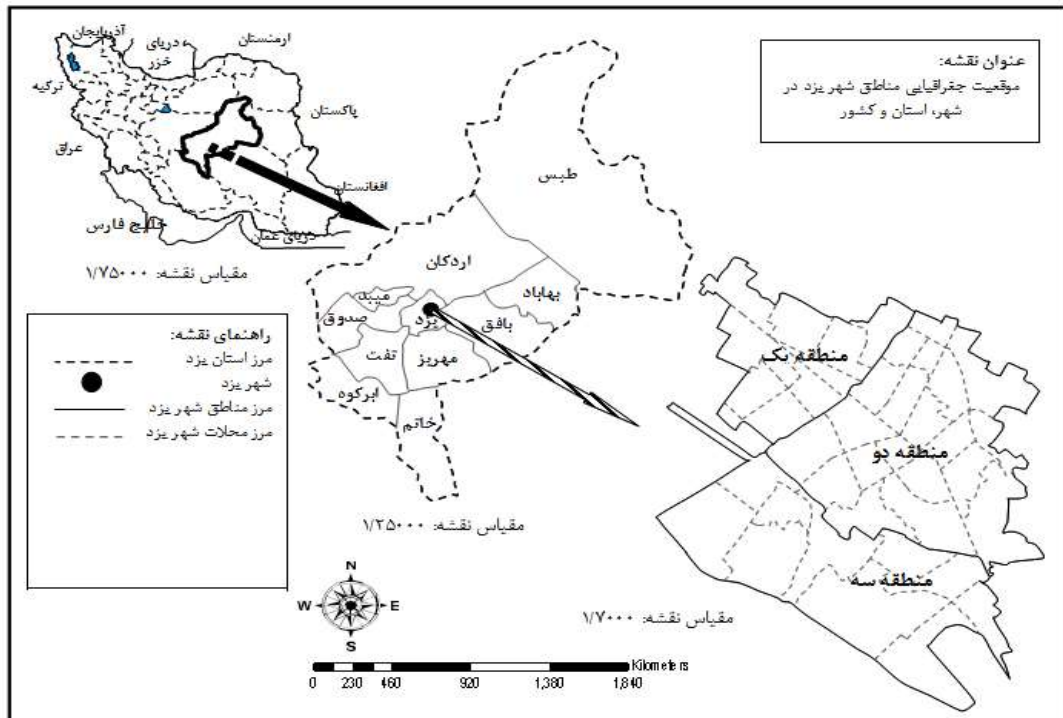 عنوان نقشه:
موقعیت جغرافیایی مناطق شهر یزد در
شهر، استان و کشور
آذربایجان
دریای
خزر
ارمنستان
ترکیه
پاکستان
عراق
افغانستان
خلیج فارس
دریای عمان
مقیاس نقشه: ۱/۷۵۰۰۰
راهنمای نقشه:
مرز استان یزد
شهر یزد
مرز مناطق شهر یزد
مرز محلات شهر یزد
طبس
اردکان
بهاباد
میبد
صدوق
یزد
بافق
تفت
مهریز
ابرکوه
خاتم
مقیاس نقشه: ۱/۲۵۰۰۰
منطقه یک
منطقه دو
منطقه سه
مقیاس نقشه: ۱/۷۰۰۰
N
W E
S
Kilometers
0 230 460 920 1,380 1,840